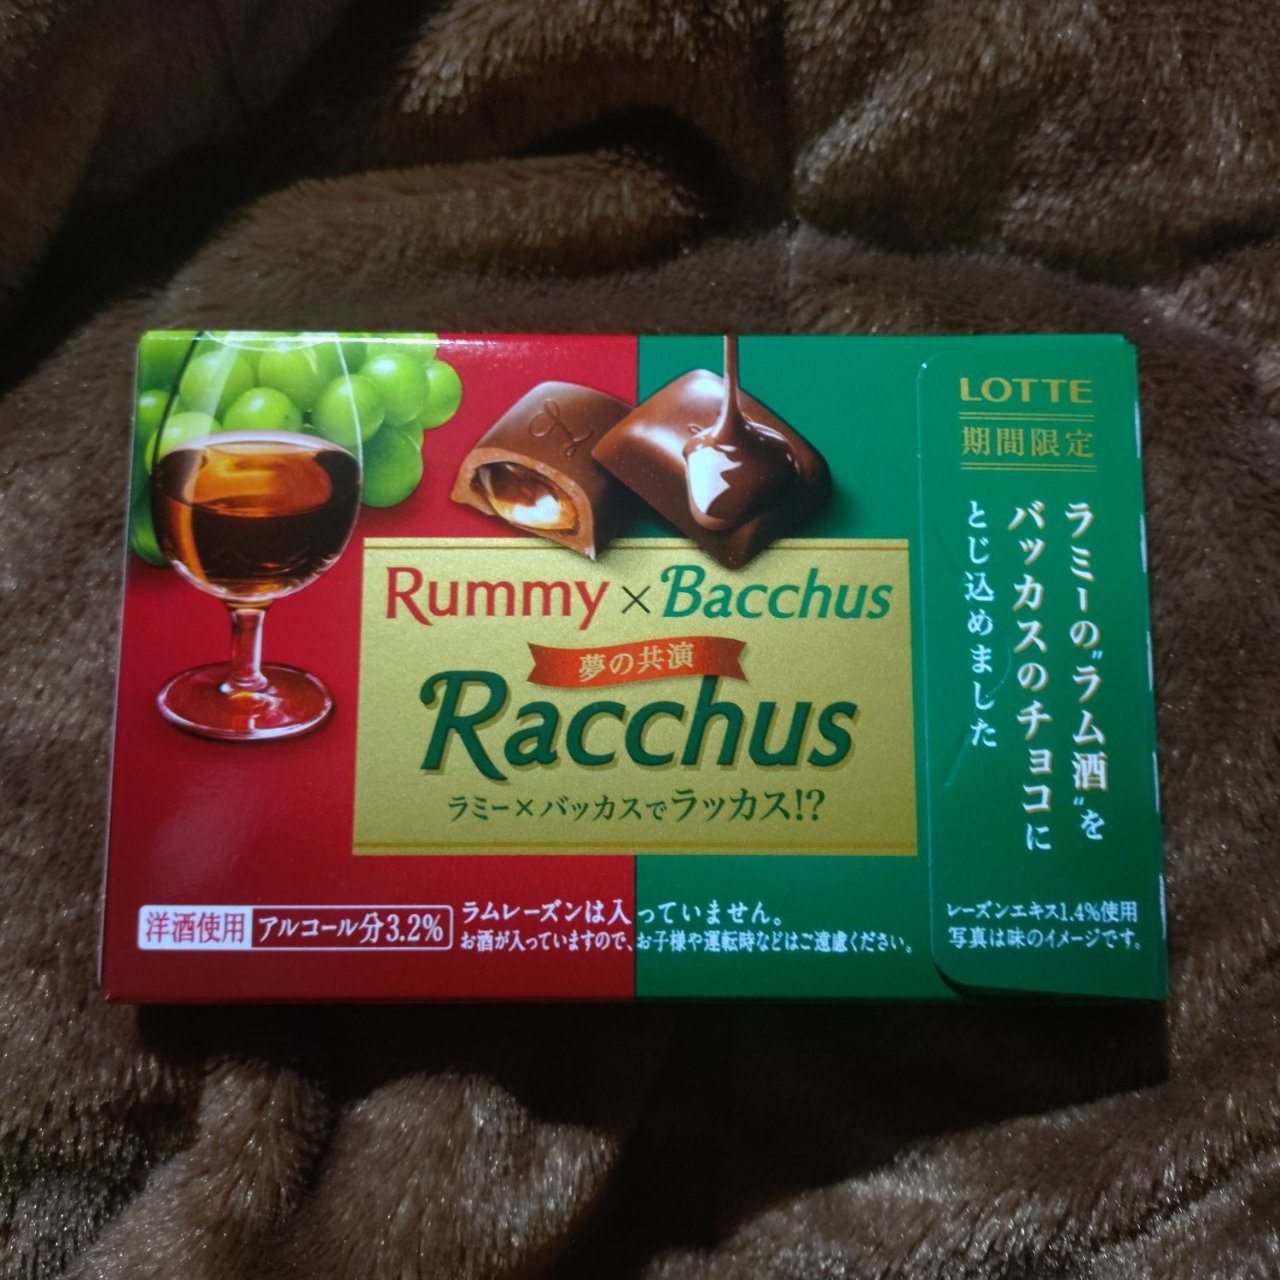 LOTTE
期間限定
ラミーの"ラム酒"を
バッカスのチョコに
とじ込めました
Rummy×Bacchus
夢の共演
Racchus
ラミー×バッカスでラッカス!?
洋酒使用 アルコール分3.2%
ラムレーズンは入っていません。
お酒が入っていますので、お子様や運転時などはご遠慮ください。
レーズンエキス1.4%使用
写真は味のイメージです。